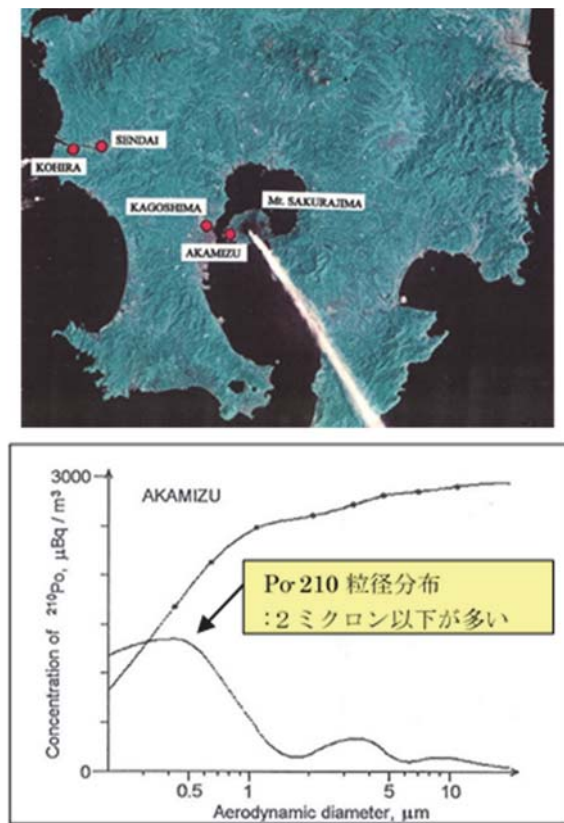 SENDAI
KOHIRA
KAGOSHIMA
Mt. SAKURAJIMA
AKAMIZU
3000
AKAMIZU
Concentration of ²¹⁰Po, μBq / m³
Po-210 粒径分布
:2 ミクロン以下が多い
0
0.5
1
5
10
Aerodynamic diameter, μm